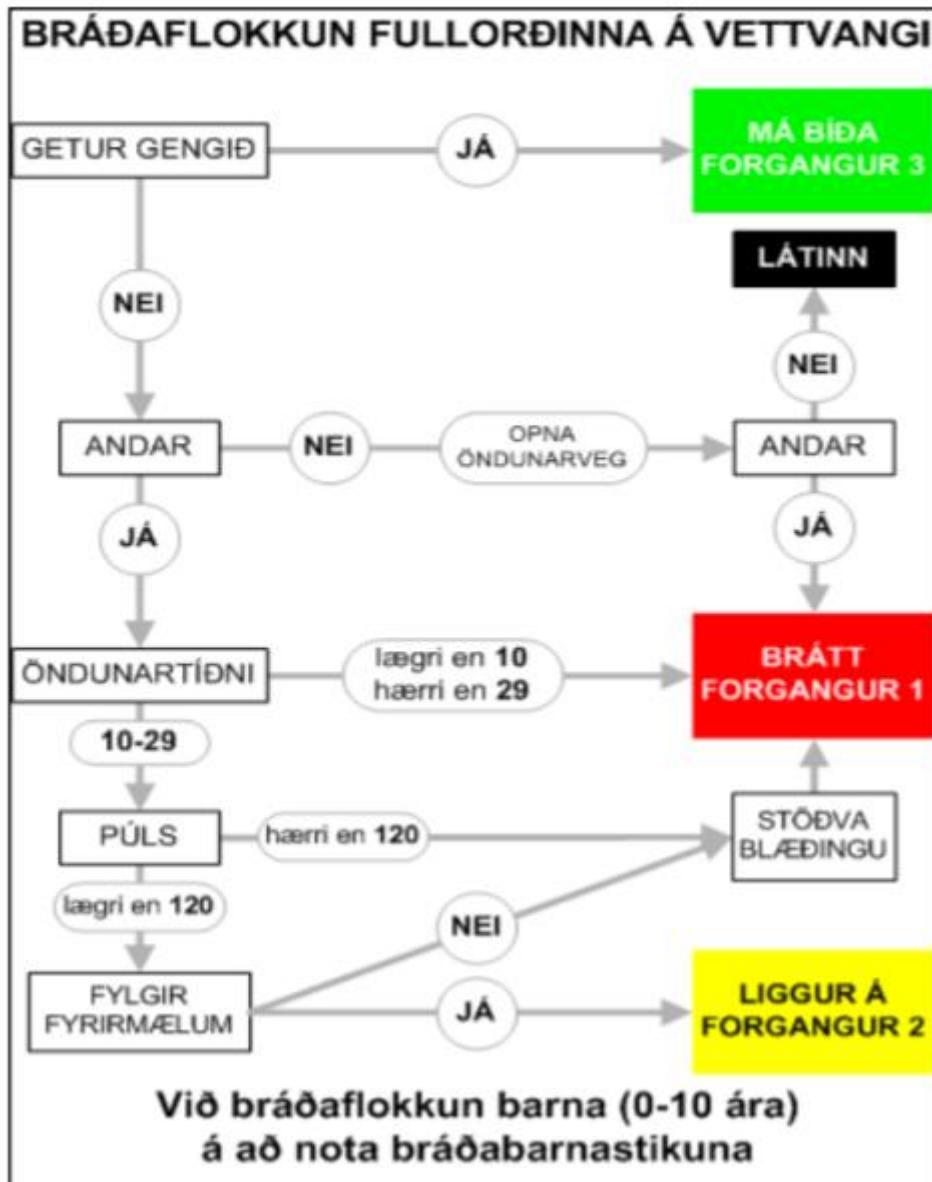 BRÁÐAFLOKKUN FULLORÐINNA Á VETTVANGI
GETUR GENGIÐ
JÁ
MÁ BÍÐA
FORGANGUR 3
NEI
LÁTINN
NEI
ANDAR
NEI
OPNA
ÖNDUNARVEG
ANDAR
JÁ
JÁ
ÖNDUNARTÍÐNI
lægri en 10
hærri en 29
BRÁTT
FORGANGUR 1
10-29
PÚLS
hærri en 120
STÖÐVA
BLÆÐINGU
lægri en 120
NEI
FYLGIR
FYRIRMÆLUM
JÁ
LIGGUR Á
FORGANGUR 2
Við bráðaflokkun barna (0-10 ára)
á að nota bráðabarnastikuna